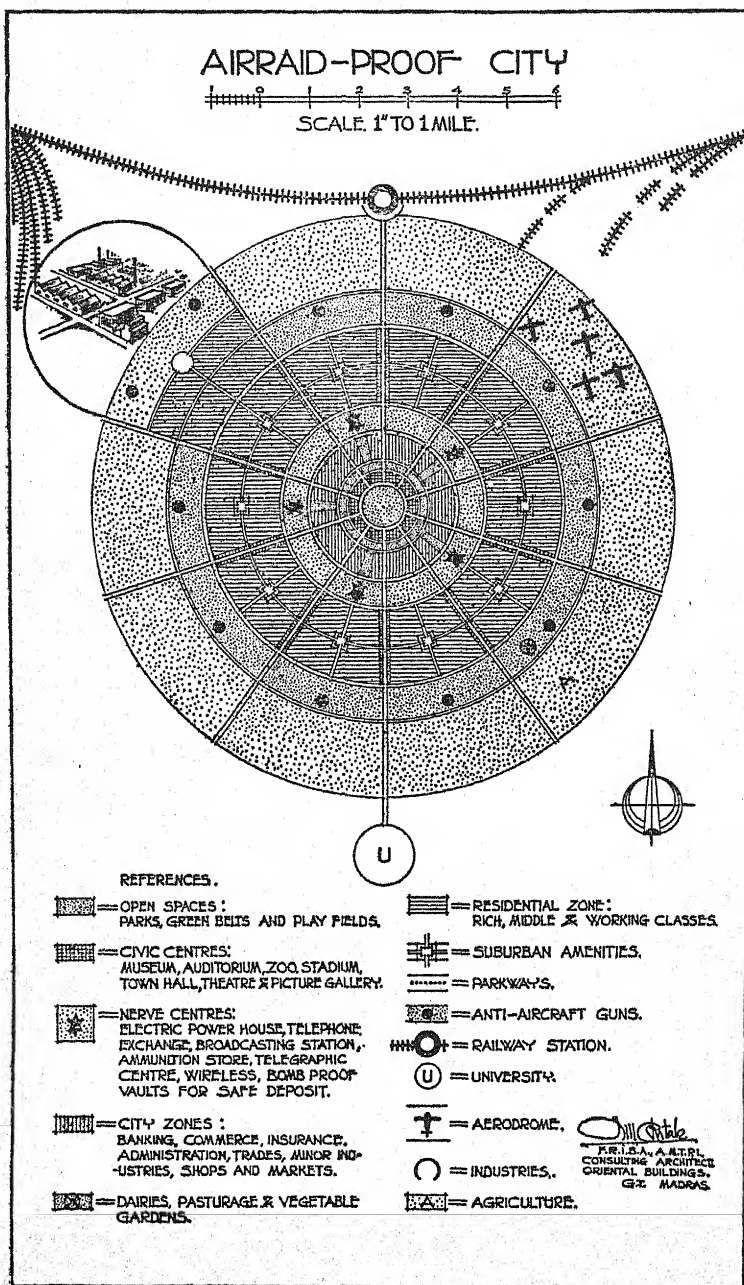 AIRRAID-PROOF CITY
1 0 1 2 3 4 5 6
SCALE 1" TO 1 MILE.
A
U
REFERENCES.
= OPEN SPACES:
PARKS, GREEN BELTS AND PLAY FIELDS.
= CIVIC CENTRES:
MUSEUM, AUDITORIUM, ZOO, STADIUM,
TOWN HALL, THEATRE & PICTURE GALLERY.
= NERVE CENTRES:
ELECTRIC POWER HOUSE, TELEPHONE
EXCHANGE, BROADCASTING STATION,
AMMUNITION STORE, TELEGRAPHIC
CENTRE, WIRELESS, BOMB PROOF
VAULTS FOR SAFE DEPOSIT.
= CITY ZONES:
BANKING, COMMERCE, INSURANCE,
ADMINISTRATION, TRADES, MINOR IND-
-USTRIES, SHOPS AND MARKETS.
= DAIRIES, PASTURAGE & VEGETABLE
GARDENS.
= RESIDENTIAL ZONE:
RICH, MIDDLE & WORKING CLASSES.
= SUBURBAN AMENITIES.
= PARKWAYS.
= ANTI-AIRCRAFT GUNS.
= RAILWAY STATION.
U = UNIVERSITY.
= AERODROME.
= INDUSTRIES.
A = AGRICULTURE.
F.R.I.B.A., A.M.T.P.I.,
CONSULTING ARCHITECT
ORIENTAL BUILDINGS.
G.T. MADRAS.